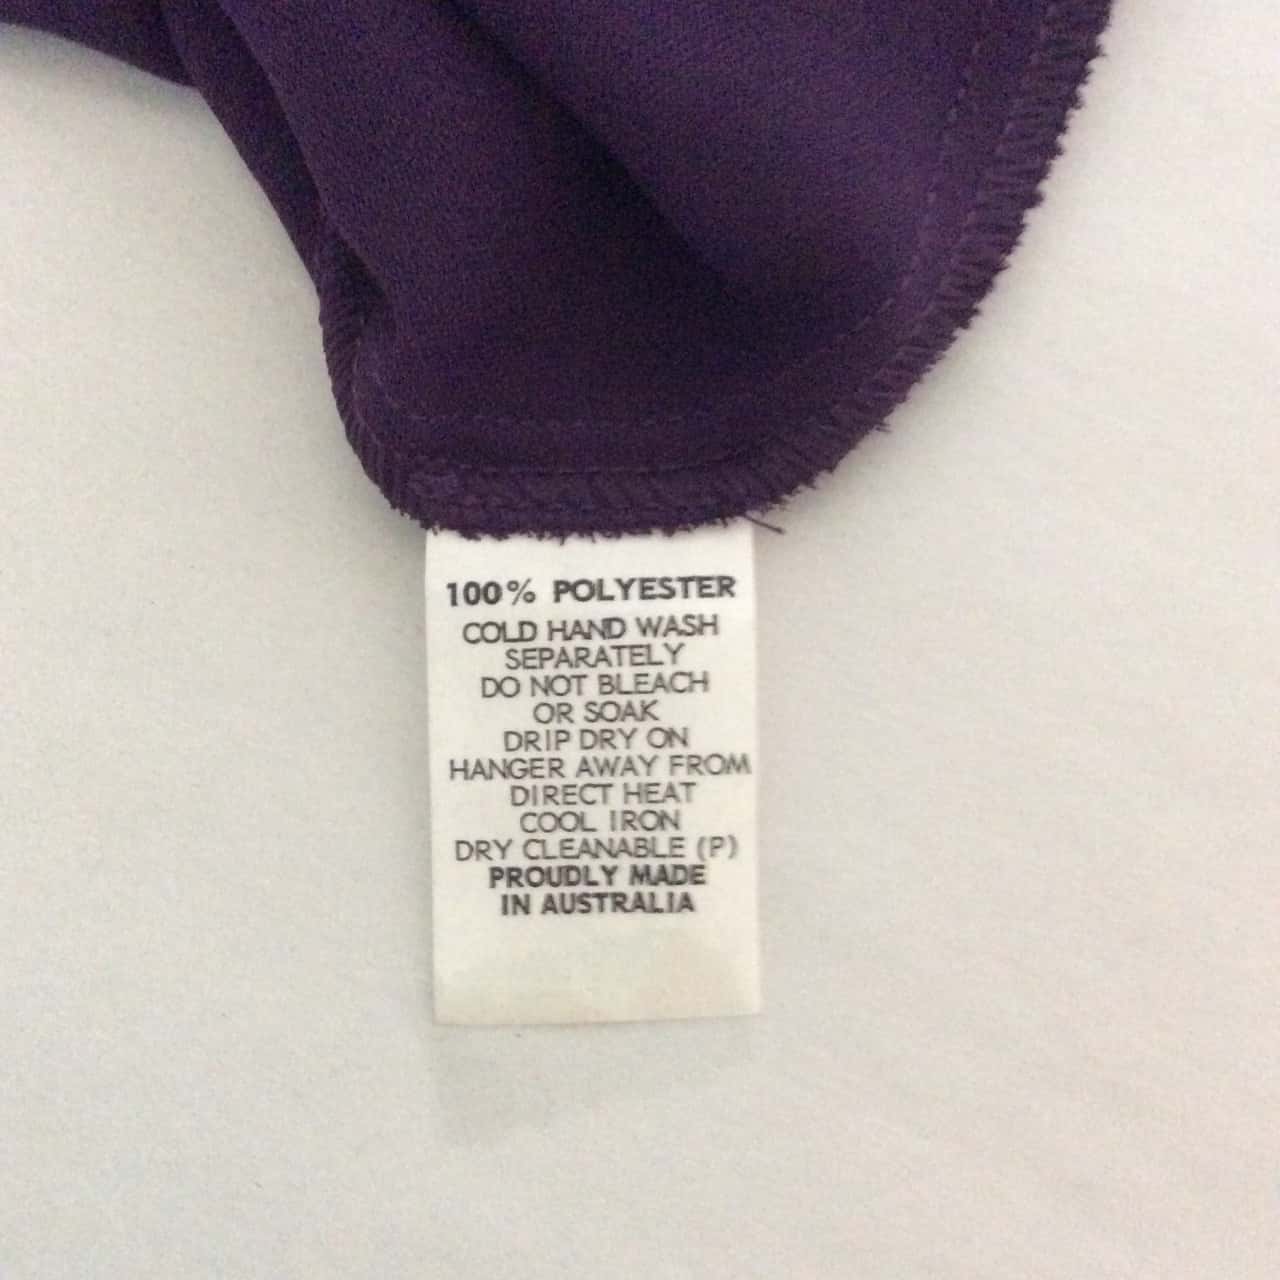 100% POLYESTER
COLD HAND WASH
SEPARATELY
DO NOT BLEACH
OR SOAK
DRIP DRY ON
HANGER AWAY FROM
DIRECT HEAT
COOL IRON
DRY CLEANABLE (P)
PROUDLY MADE
IN AUSTRALIA